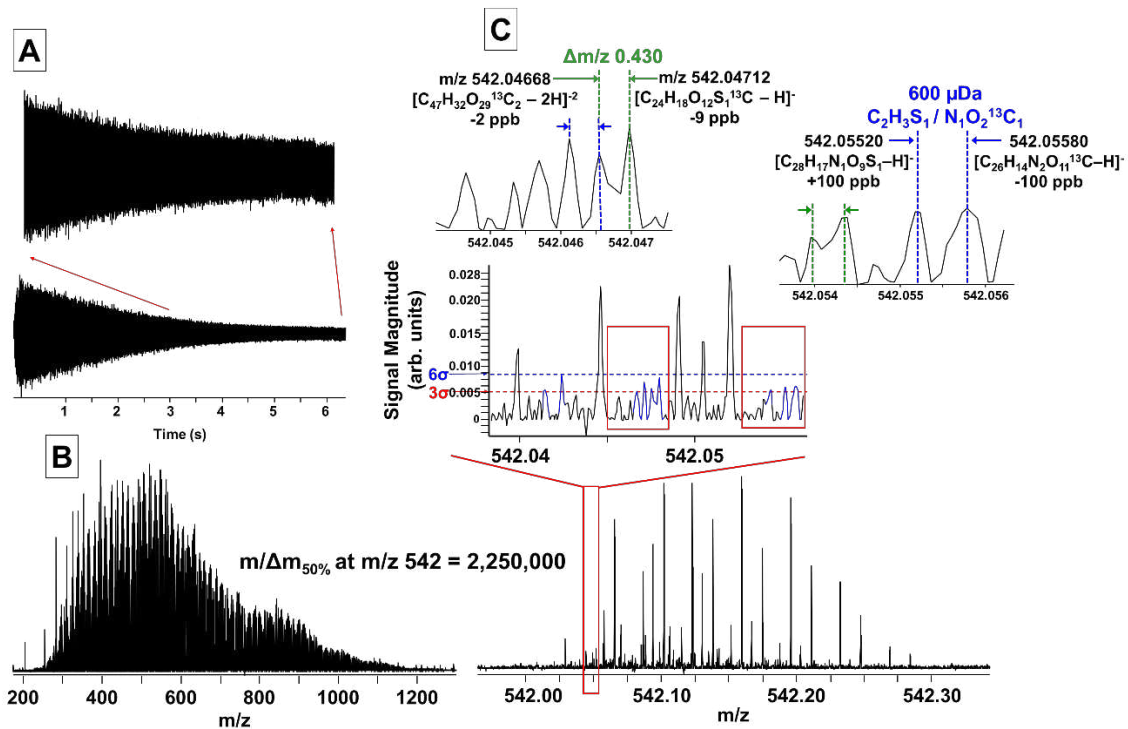 A
1 2 3 4 5 6
Time (s)
B
m/Δm50% at m/z 542 = 2,250,000
200 400 600 800 1000 1200
m/z
C
Δm/z 0.430
m/z 542.04668
[C47H32O29¹³C2 – 2H]⁻²
-2 ppb
m/z 542.04712
[C24H18O12S1¹³C – H]⁻
-9 ppb
542.045 542.046 542.047
600 µDa
C2H3S1 / N1O2¹³C1
542.05520
[C28H17N1O9S1–H]⁻
+100 ppb
542.05580
[C26H14N2O11¹³C–H]⁻
-100 ppb
542.054 542.055 542.056
Signal Magnitude
(arb. units)
0.028
0.020
0.015
0.010
0.005
0
6σ
3σ
542.04 542.05
542.00 542.10 542.20 542.30
m/z